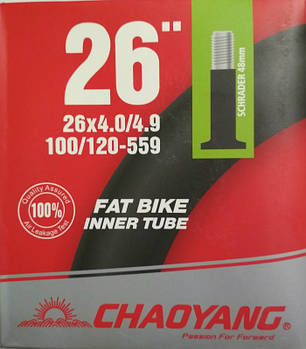 26"
26x4.0/4.9
100/120-559
SCHRADER 48mm
FAT BIKE
INNER TUBE
Quality Assured
100%
Air Leakage Test
CHAOYANG®
Passion For Forward